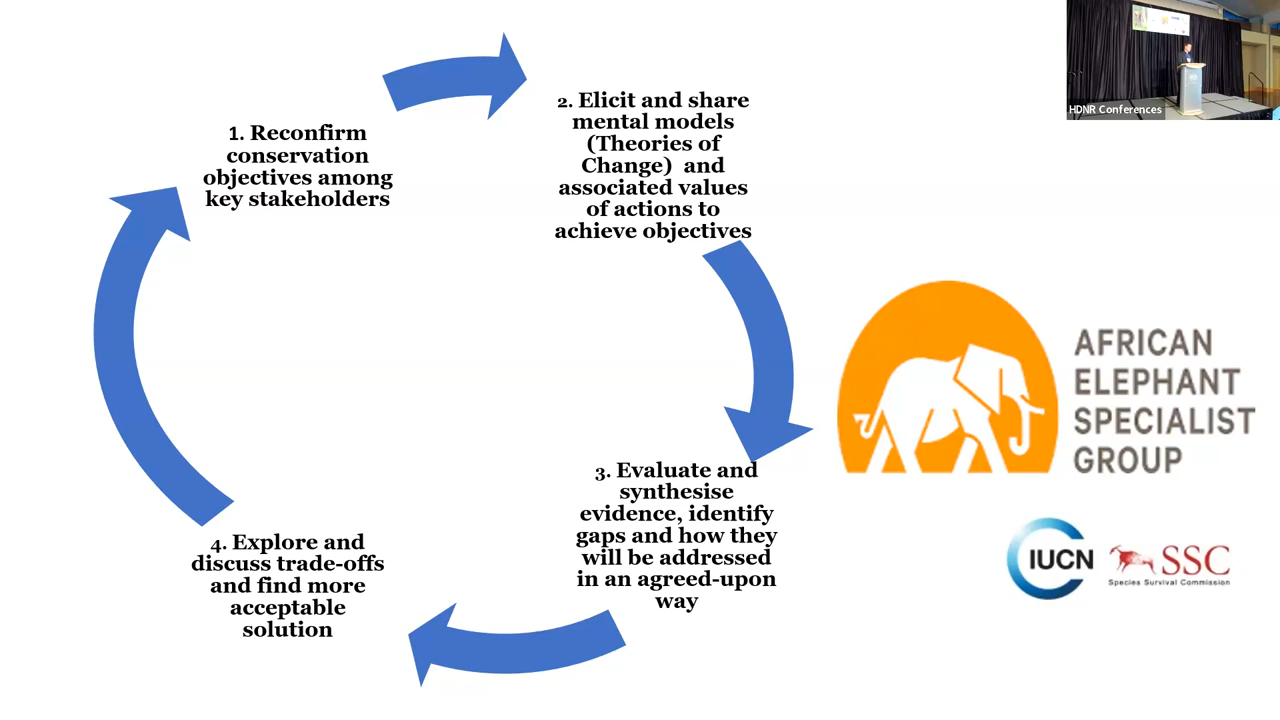 HDNR Conferences
1. Reconfirm
conservation
objectives among
key stakeholders
2. Elicit and share
mental models
(Theories of
Change) and
associated values
of actions to
achieve objectives
3. Evaluate and
synthesise
evidence, identify
gaps and how they
will be addressed
in an agreed-upon
way
4. Explore and
discuss trade-offs
and find more
acceptable
solution
AFRICAN
ELEPHANT
SPECIALIST
GROUP
IUCN
SSC
Species Survival Commission